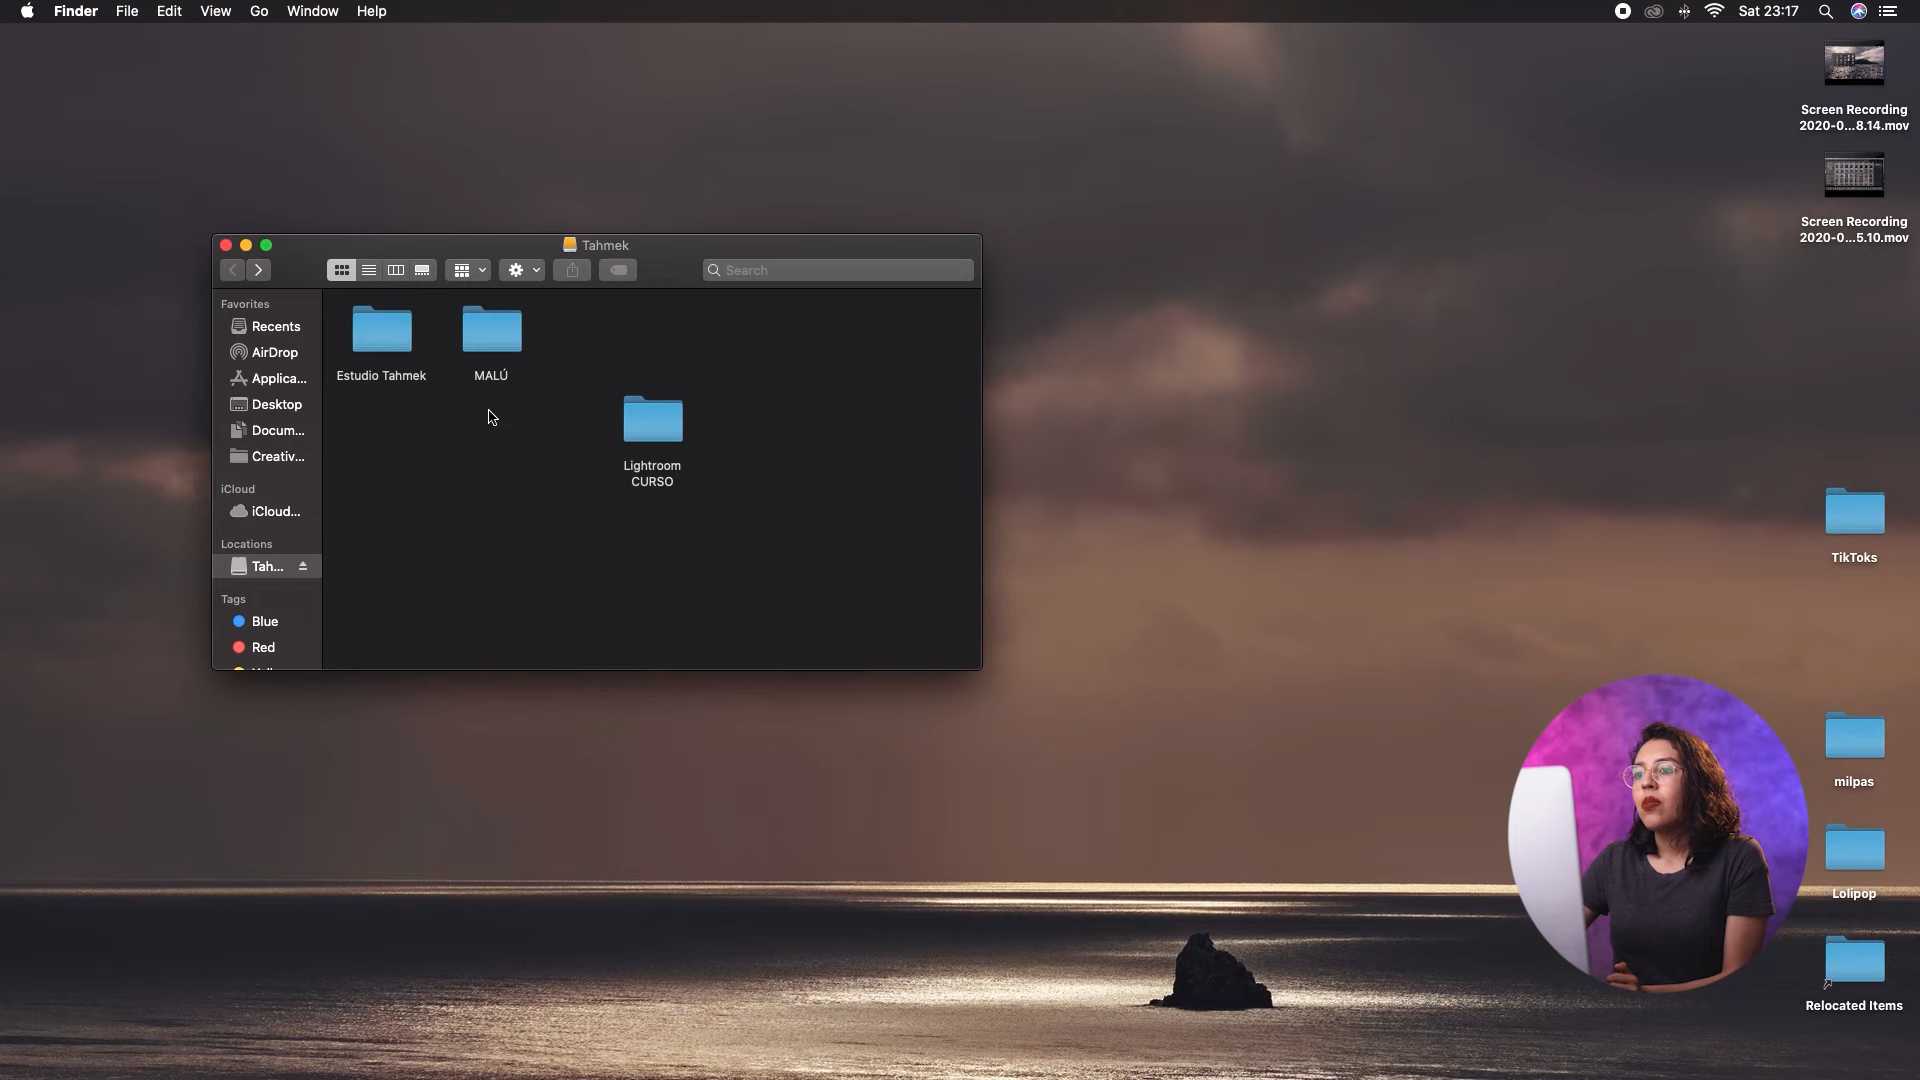 Finder File Edit View Go Window Help
Sat 23:17
Screen Recording
2020-0...8.14.mov
Screen Recording
2020-0...5.10.mov
Tahmek
Search
Favorites
Recents
AirDrop
Applica...
Desktop
Docum...
Creativ...
iCloud
iCloud...
Locations
Tah...
Tags
Blue
Red
Estudio Tahmek
MALÚ
Lightroom
CURSO
TikToks
milpas
Lolipop
Relocated Items